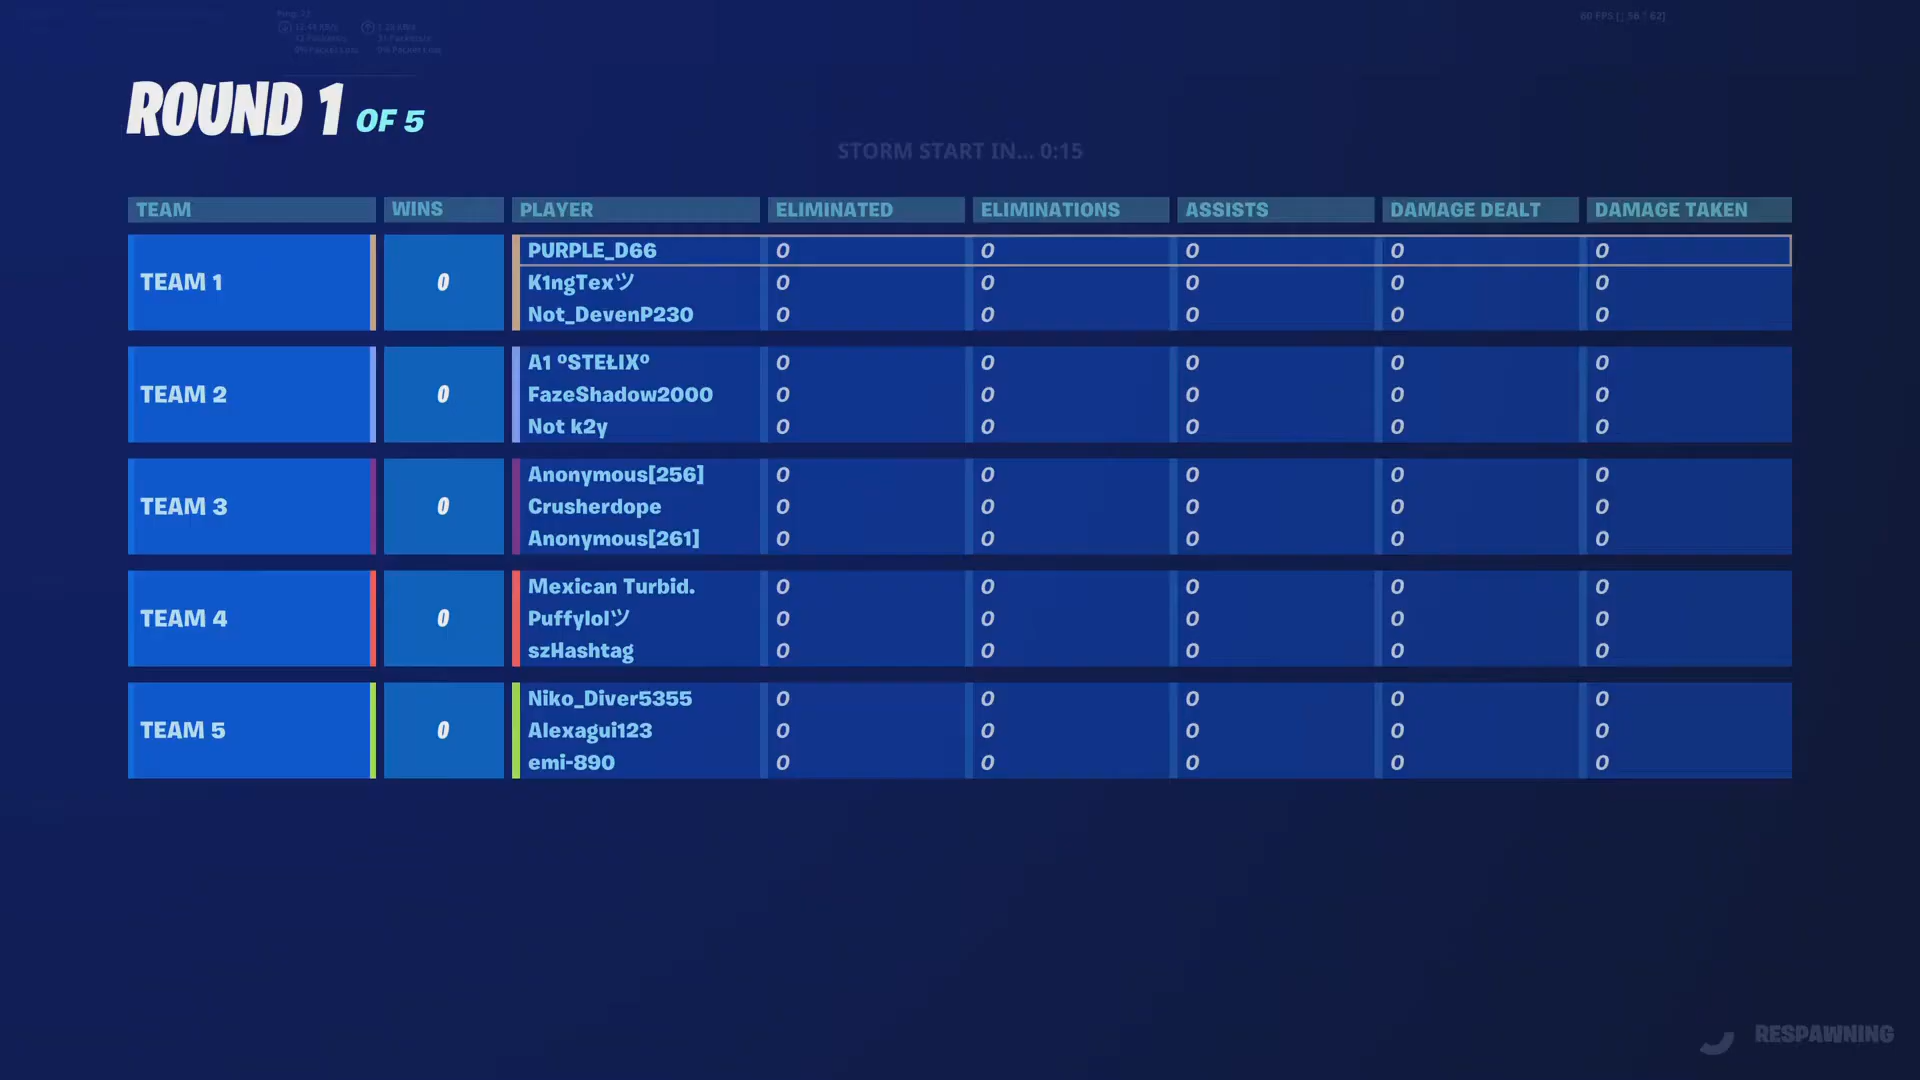 60 FPS [: 58 ° 62]
ROUND 1 OF 5
STORM START IN... 0:15
TEAM WINS PLAYER ELIMINATED ELIMINATIONS ASSISTS DAMAGE DEALT DAMAGE TAKEN
PURPLE_D66 0 0 0 0 0
TEAM 1 0 K1ngTexツ 0 0 0 0 0
Not_DevenP230 0 0 0 0 0
A1 ºSTEŁIXº 0 0 0 0 0
TEAM 2 0 FazeShadow2000 0 0 0 0 0
Not k2y 0 0 0 0 0
Anonymous[256] 0 0 0 0 0
TEAM 3 0 Crusherdope 0 0 0 0 0
Anonymous[261] 0 0 0 0 0
Mexican Turbid. 0 0 0 0 0
TEAM 4 0 Puffylolツ 0 0 0 0 0
szHashtag 0 0 0 0 0
Niko_Diver5355 0 0 0 0 0
TEAM 5 0 Alexagui123 0 0 0 0 0
emi-890 0 0 0 0 0
RESPAWNING